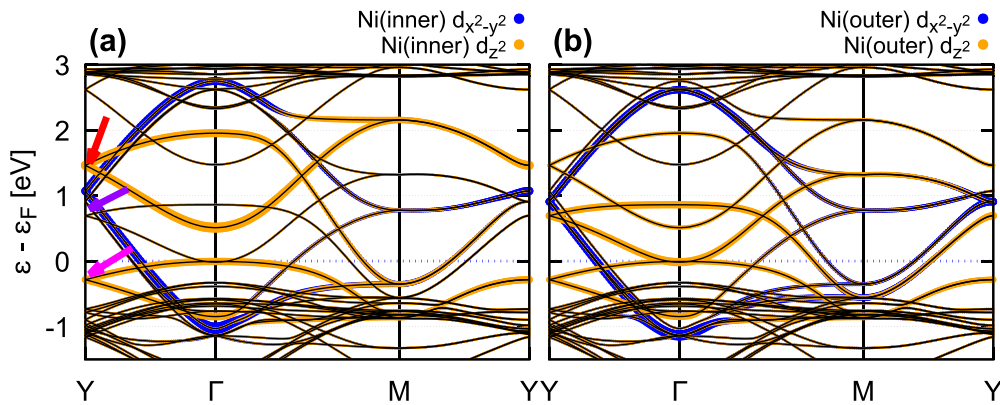 Ni(inner) dx²-y²
Ni(inner) dz²
(a)
Ni(outer) dx²-y²
Ni(outer) dz²
(b)
ε - εF [eV]
3
2
1
0
-1
Y Γ M Y
Y Γ M Y